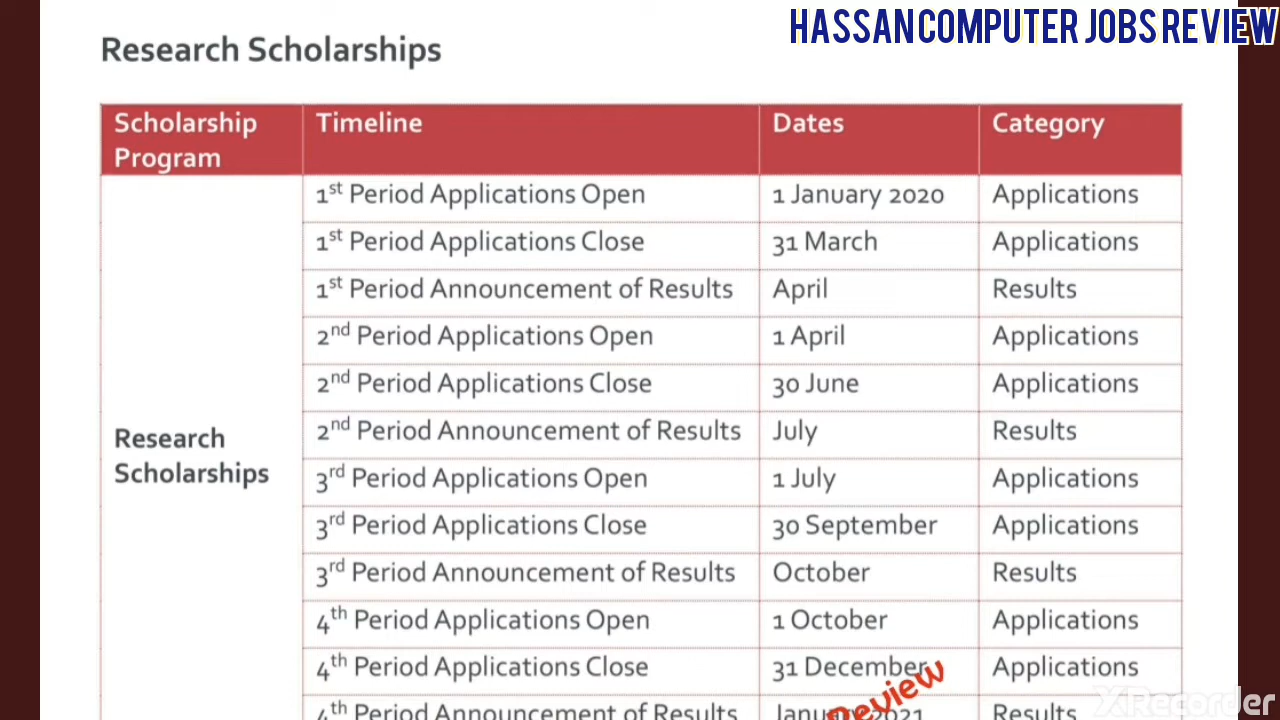 HASSANCOMPUTER JOBS REVIEW
Research Scholarships
Scholarship Program Timeline Dates Category
1st Period Applications Open 1 January 2020 Applications
1st Period Applications Close 31 March Applications
1st Period Announcement of Results April Results
2nd Period Applications Open 1 April Applications
2nd Period Applications Close 30 June Applications
Research Scholarships
2nd Period Announcement of Results July Results
3rd Period Applications Open 1 July Applications
3rd Period Applications Close 30 September Applications
3rd Period Announcement of Results October Results
4th Period Applications Open 1 October Applications
4th Period Applications Close 31 December Applications
4th Period Announcement of Results January 2021 Results
Review
XRecorder